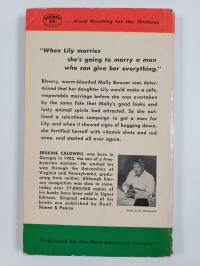 SIGNET
BOOKS
Good Reading for the Millions
"When Lily marries
she's going to marry a man
who can give her everything."
Blowsy, warm-blooded Molly Bowser was deter-
mined that her daughter Lily would make a safe,
respectable marriage before she was overtaken
by the same fate that Molly's good looks and
lusty animal spirits had attracted. So she out-
lined a relentless campaign to get a man for
Lily, and when it showed signs of bogging down,
she fortified herself with vitamin shots and red
wine, and started all over again.
ERSKINE CALDWELL was born in
Georgia in 1903, the son of a Pres-
byterian minister. He worked his
way through the Universities of
Virginia and Pennsylvania, gradu-
ating from neither. Although liter-
ary recognition was slow to come,
today over 27,000,000 copies of
his books have been sold in Signet
Editions. Original editions of his
books are published by Duell,
Sloane & Pearce.
Published by the New American Library